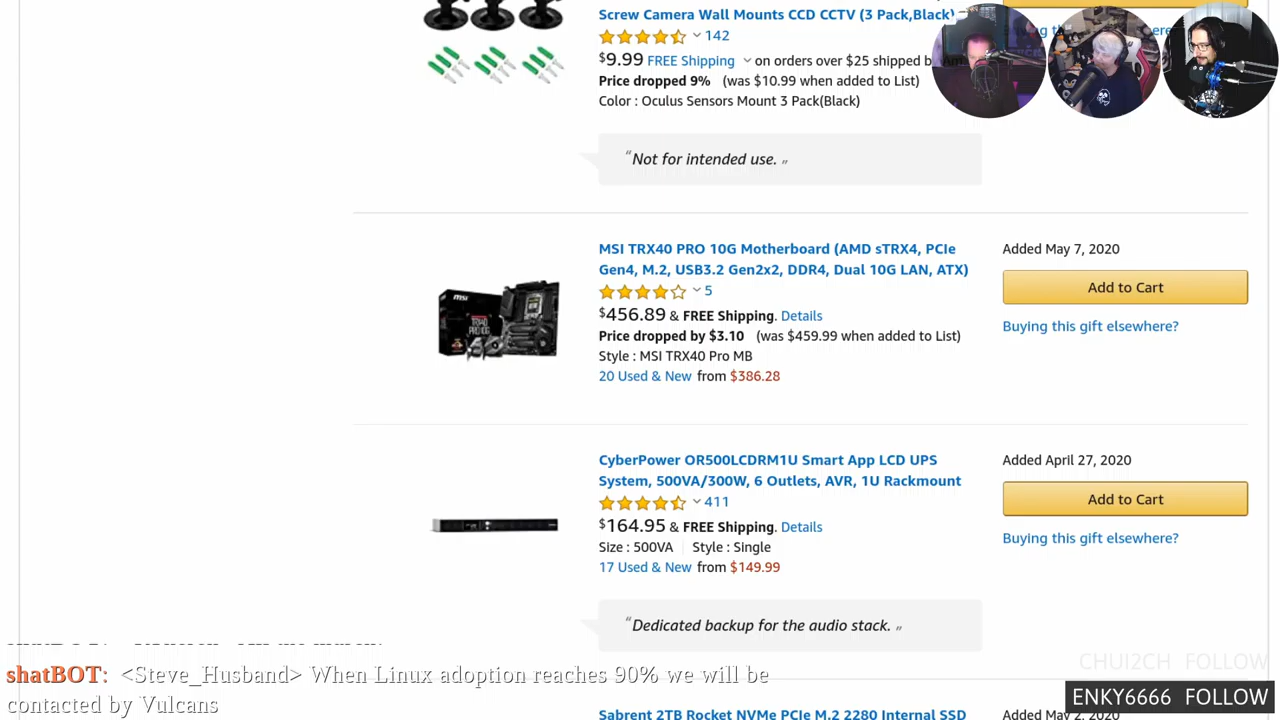 Screw Camera Wall Mounts CCD CCTV (3 Pack,Black)
142
$9.99 FREE Shipping on orders over $25 shipped by
Price dropped 9% (was $10.99 when added to List)
Color : Oculus Sensors Mount 3 Pack(Black)
“Not for intended use. ”
MSI TRX40 PRO 10G Motherboard (AMD sTRX4, PCIe
Gen4, M.2, USB3.2 Gen2x2, DDR4, Dual 10G LAN, ATX)
5
$456.89 & FREE Shipping. Details
Price dropped by $3.10 (was $459.99 when added to List)
Style : MSI TRX40 Pro MB
20 Used & New from $386.28
Added May 7, 2020
Add to Cart
Buying this gift elsewhere?
CyberPower OR500LCDRM1U Smart App LCD UPS
System, 500VA/300W, 6 Outlets, AVR, 1U Rackmount
411
$164.95 & FREE Shipping. Details
Size : 500VA Style : Single
17 Used & New from $149.99
Added April 27, 2020
Add to Cart
Buying this gift elsewhere?
“Dedicated backup for the audio stack. ”
shatBOT: <Steve_Husband> When Linux adoption reaches 90% we will be
contacted by Vulcans
CHUI2CH FOLLOW
ENKY6666 FOLLOW
Sabrent 2TB Rocket NVMe PCIe M.2 2280 Internal SSD
Added May 2, 2020